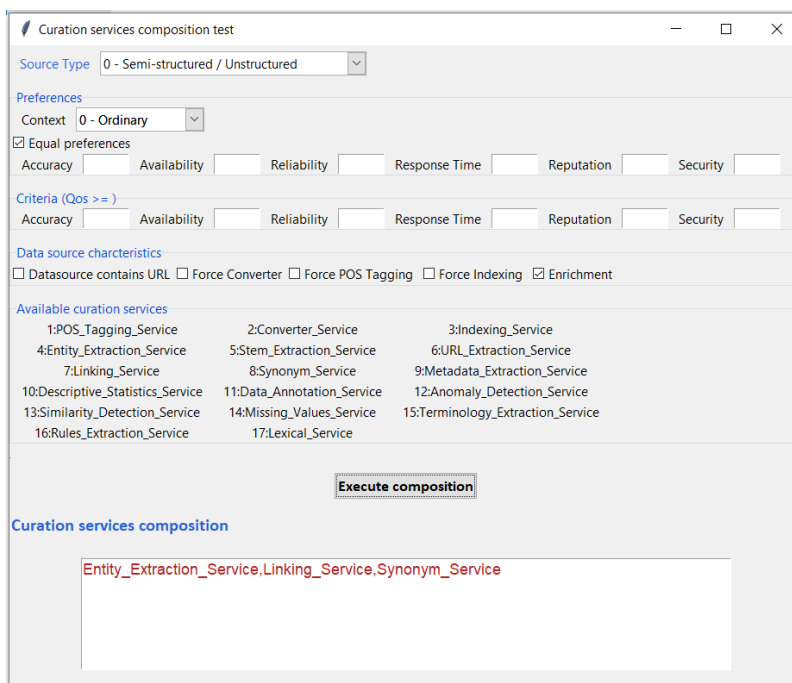 Curation services composition test
Source Type 0 - Semi-structured / Unstructured
Preferences
Context 0 - Ordinary
Equal preferences
Accuracy Availability Reliability Response Time Reputation Security
Criteria (Qos >= )
Accuracy Availability Reliability Response Time Reputation Security
Data source charcteristics
Datasource contains URL Force Converter Force POS Tagging Force Indexing Enrichment
Available curation services
1:POS_Tagging_Service 2:Converter_Service 3:Indexing_Service
4:Entity_Extraction_Service 5:Stem_Extraction_Service 6:URL_Extraction_Service
7:Linking_Service 8:Synonym_Service 9:Metadata_Extraction_Service
10:Descriptive_Statistics_Service 11:Data_Annotation_Service 12:Anomaly_Detection_Service
13:Similarity_Detection_Service 14:Missing_Values_Service 15:Terminology_Extraction_Service
16:Rules_Extraction_Service 17:Lexical_Service
Execute composition
Curation services composition
Entity_Extraction_Service,Linking_Service,Synonym_Service